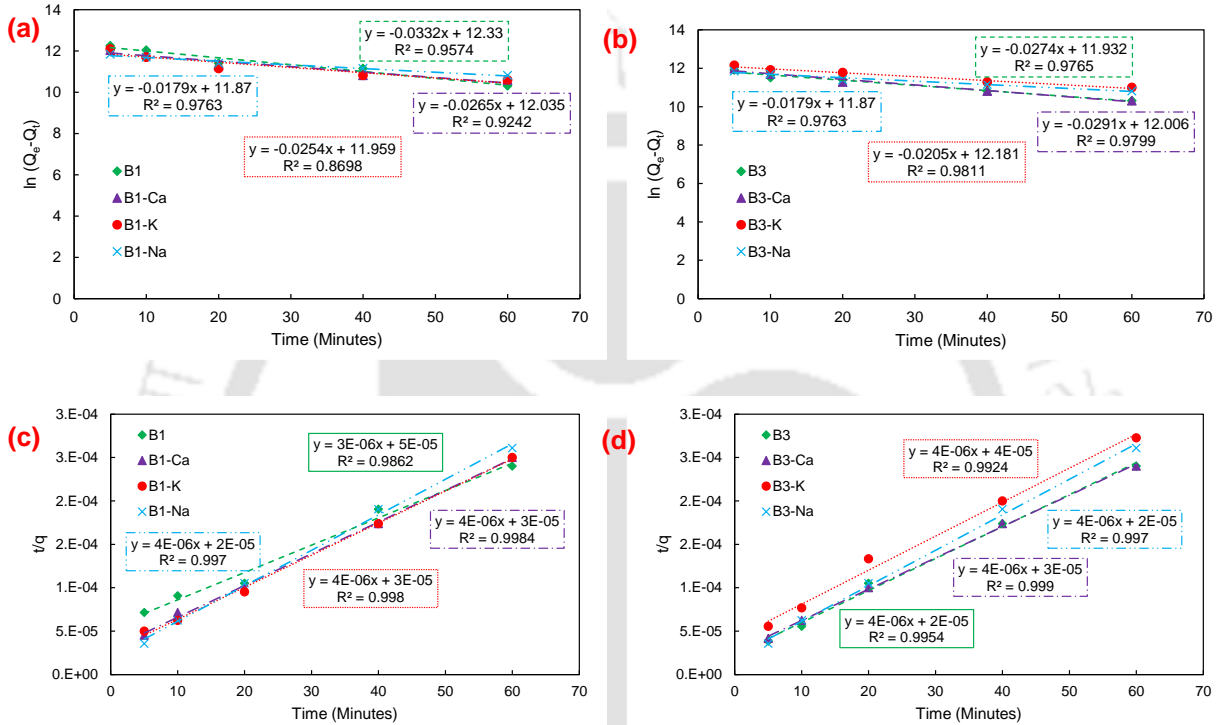 (a)
y = -0.0332x + 12.33
R² = 0.9574
y = -0.0179x + 11.87
R² = 0.9763
y = -0.0265x + 12.035
R² = 0.9242
y = -0.0254x + 11.959
R² = 0.8698
B1
B1-Ca
B1-K
B1-Na
ln (Qₑ-Qₜ)
14
12
10
8
6
4
2
0
0 10 20 30 40 50 60 70
Time (Minutes)
(b)
y = -0.0274x + 11.932
R² = 0.9765
y = -0.0179x + 11.87
R² = 0.9763
y = -0.0291x + 12.006
R² = 0.9799
y = -0.0205x + 12.181
R² = 0.9811
B3
B3-Ca
B3-K
B3-Na
ln (Qₑ-Qₜ)
14
12
10
8
6
4
2
0
0 10 20 30 40 50 60 70
Time (Minutes)
(c)
B1
B1-Ca
B1-K
B1-Na
y = 3E-06x + 5E-05
R² = 0.9862
y = 4E-06x + 2E-05
R² = 0.997
y = 4E-06x + 3E-05
R² = 0.9984
y = 4E-06x + 3E-05
R² = 0.998
t/q
3.E-04
3.E-04
2.E-04
2.E-04
1.E-04
5.E-05
0.E+00
0 10 20 30 40 50 60 70
Time (Minutes)
(d)
B3
B3-Ca
B3-K
B3-Na
y = 4E-06x + 4E-05
R² = 0.9924
y = 4E-06x + 2E-05
R² = 0.997
y = 4E-06x + 3E-05
R² = 0.999
y = 4E-06x + 2E-05
R² = 0.9954
t/q
3.E-04
3.E-04
2.E-04
2.E-04
1.E-04
5.E-05
0.E+00
0 10 20 30 40 50 60 70
Time (Minutes)